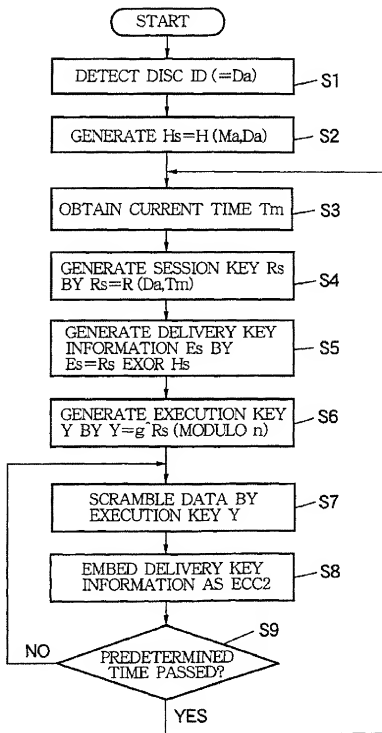 START
DETECT DISC ID (=Da)
S1
GENERATE Hs=H (Ma,Da)
S2
OBTAIN CURRENT TIME Tm
S3
GENERATE SESSION KEY Rs
BY Rs=R (Da,Tm)
S4
GENERATE DELIVERY KEY
INFORMATION Es BY
Es=Rs EXOR Hs
S5
GENERATE EXECUTION KEY
Y BY Y=g^Rs (MODULO n)
S6
SCRAMBLE DATA BY
EXECUTION KEY Y
S7
EMBED DELIVERY KEY
INFORMATION AS ECC2
S8
S9
PREDETERMINED
TIME PASSED?
NO
YES